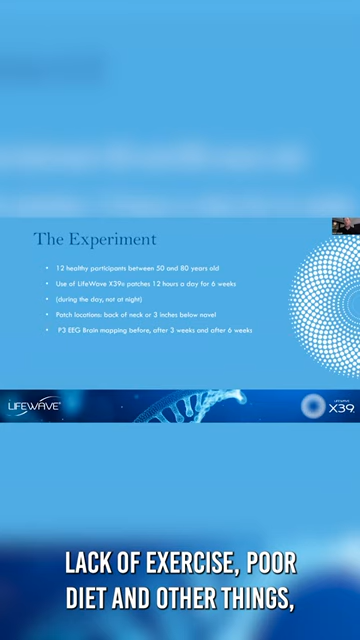 The Experiment
• 12 healthy participants between 50 and 80 years old
• Use of LifeWave X39® patches 12 hours a day for 6 weeks
• (during the day, not at night)
• Patch locations: back of neck or 3 inches below navel
• P3 EEG Brain mapping before, after 3 weeks and after 6 weeks
LIFEWAVE
LIFEWAVE
X39
LACK OF EXERCISE, POOR
DIET AND OTHER THINGS,